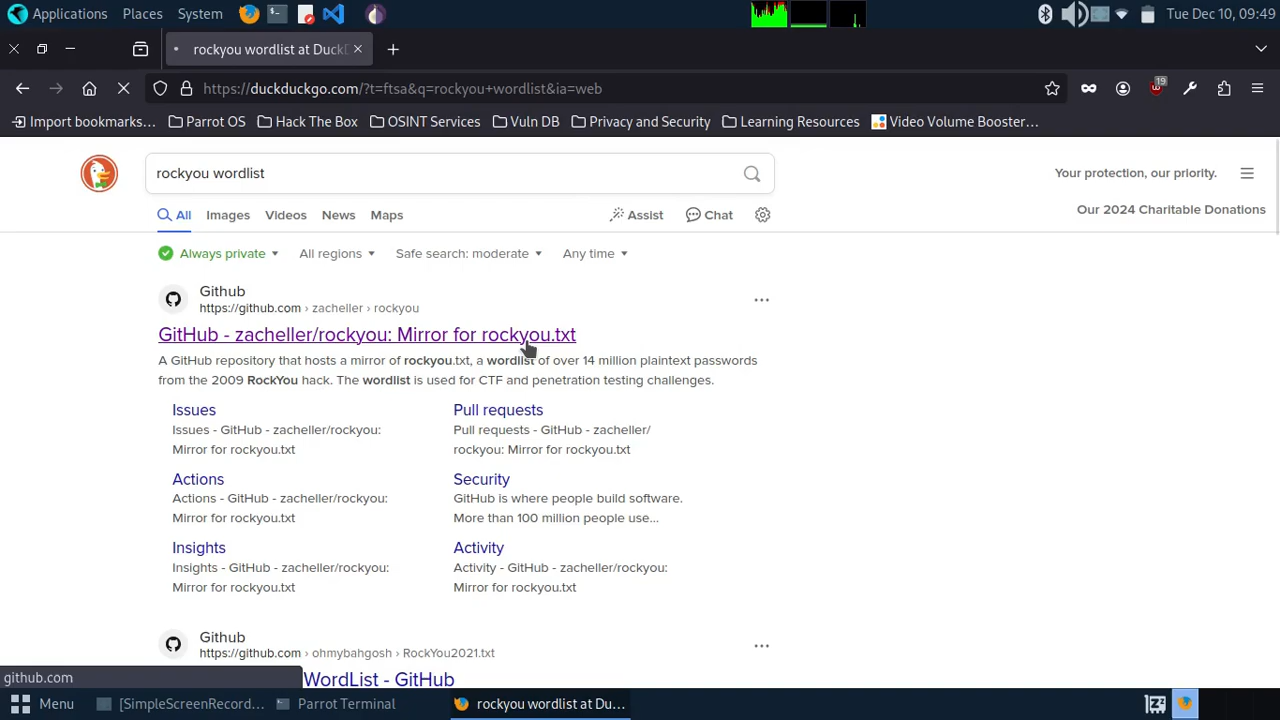 Applications Places System Tue Dec 10, 09:49
rockyou wordlist at DuckD
https://duckduckgo.com/?t=ftsa&q=rockyou+wordlist&ia=web 19
Import bookmarks... Parrot OS Hack The Box OSINT Services Vuln DB Privacy and Security Learning Resources Video Volume Booster...
rockyou wordlist Your protection, our priority.
All Images Videos News Maps Assist Chat Our 2024 Charitable Donations
Always private All regions Safe search: moderate Any time
Github
https://github.com › zacheller › rockyou
GitHub - zacheller/rockyou: Mirror for rockyou.txt
A GitHub repository that hosts a mirror of rockyou.txt, a wordlist of over 14 million plaintext passwords
from the 2009 RockYou hack. The wordlist is used for CTF and penetration testing challenges.
Issues
Issues - GitHub - zacheller/rockyou:
Mirror for rockyou.txt
Pull requests
Pull requests - GitHub - zacheller/
rockyou: Mirror for rockyou.txt
Actions
Actions - GitHub - zacheller/rockyou:
Mirror for rockyou.txt
Security
GitHub is where people build software.
More than 100 million people use...
Insights
Insights - GitHub - zacheller/rockyou:
Mirror for rockyou.txt
Activity
Activity - GitHub - zacheller/rockyou:
Mirror for rockyou.txt
Github
https://github.com › ohmybahgosh › RockYou2021.txt
WordList - GitHub
github.com
Menu [SimpleScreenRecord... Parrot Terminal rockyou wordlist at Du...